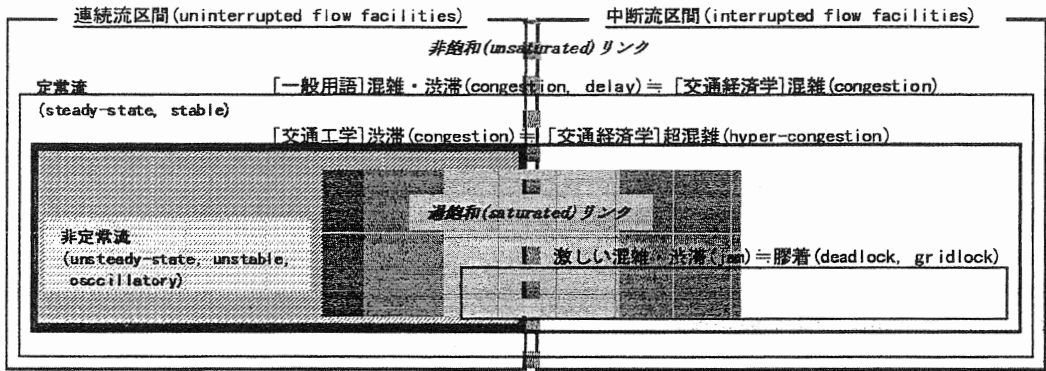 連続流区間(uninterrupted flow facilities)
中断流区間(interrupted flow facilities)
非飽和(unsaturated)リンク
定常流
(steady-state, stable)
[一般用語]混雑・渋滞(congestion, delay)≒ [交通経済学]混雑(congestion)
[交通工学]渋滞(congestion)≒ [交通経済学]超混雑(hyper-congestion)
過飽和(saturated)リンク
非定常流
(unsteady-state, unstable,
osccillatory)
激しい混雑・渋滞(jam)≒膠着(deadlock, gridlock)